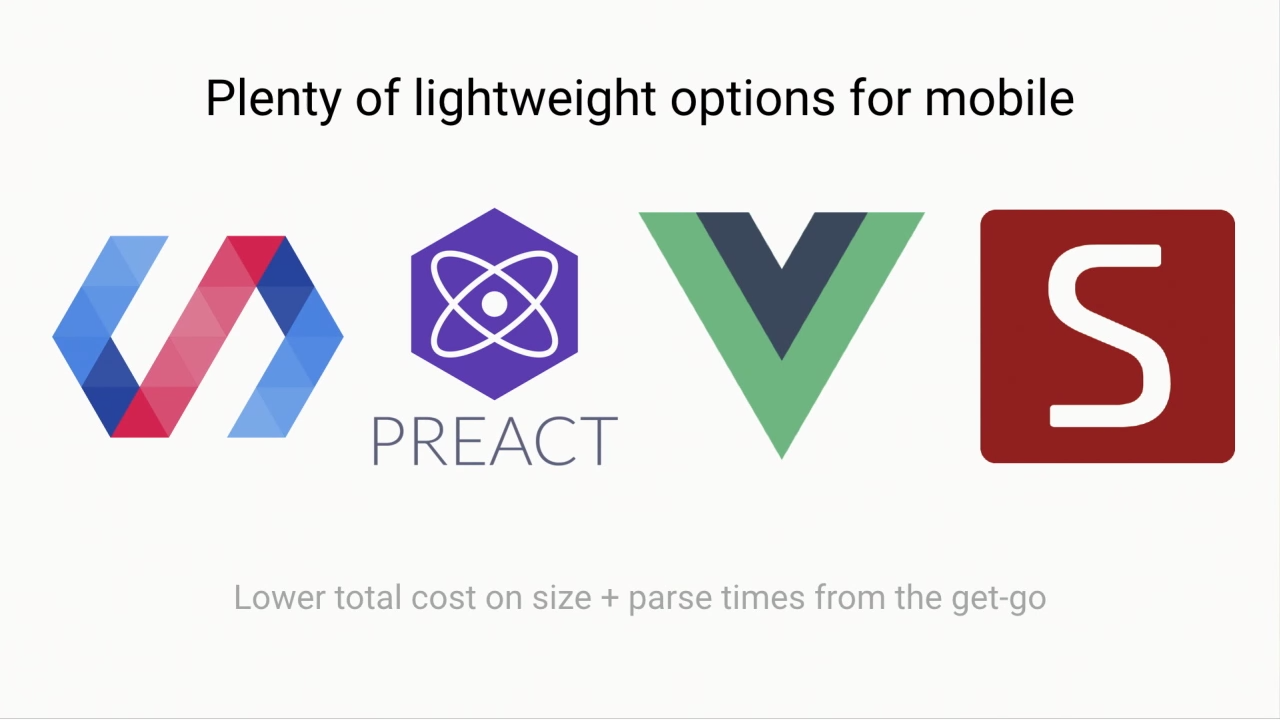 Plenty of lightweight options for mobile
PREACT
S
Lower total cost on size + parse times from the get-go